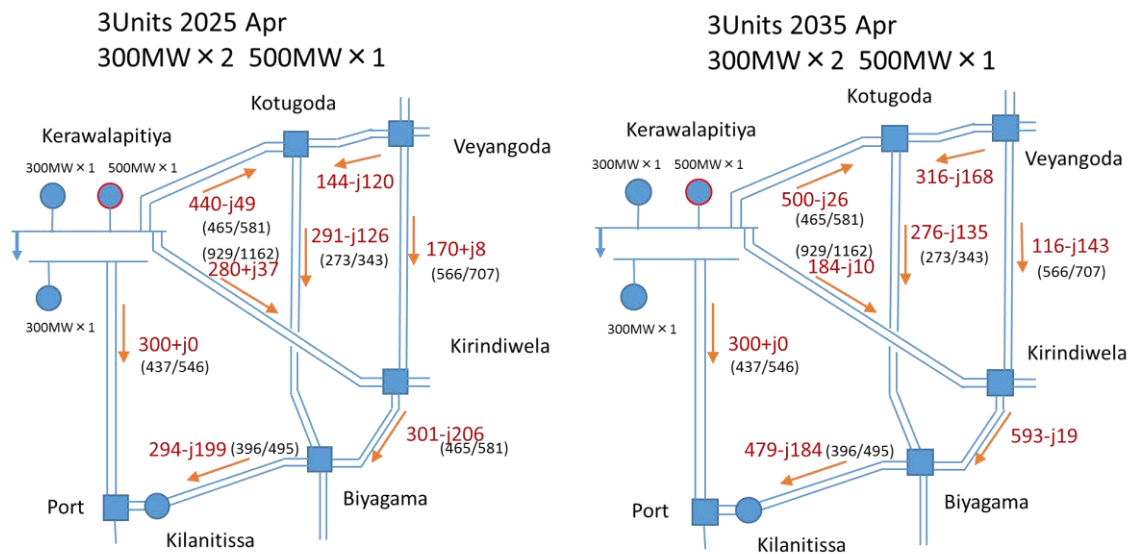 3Units 2025 Apr
300MW × 2 500MW × 1
Kotugoda
Kerawalapitiya
Veyangoda
300MW × 1
500MW × 1
144-j120
440-j49
(465/581)
291-j126
(273/343)
170+j8
(566/707)
(929/1162)
280+j37
300MW × 1
300+j0
(437/546)
Kirindiwela
301-j206
(465/581)
294-j199 (396/495)
Port
Biyagama
Kilanitissa
3Units 2035 Apr
300MW × 2 500MW × 1
Kotugoda
Kerawalapitiya
Veyangoda
300MW × 1
500MW × 1
316-j168
500-j26
(465/581)
276-j135
(273/343)
116-j143
(566/707)
(929/1162)
184-j10
300MW × 1
300+j0
(437/546)
Kirindiwela
593-j19
479-j184 (396/495)
Port
Biyagama
Kilanitissa